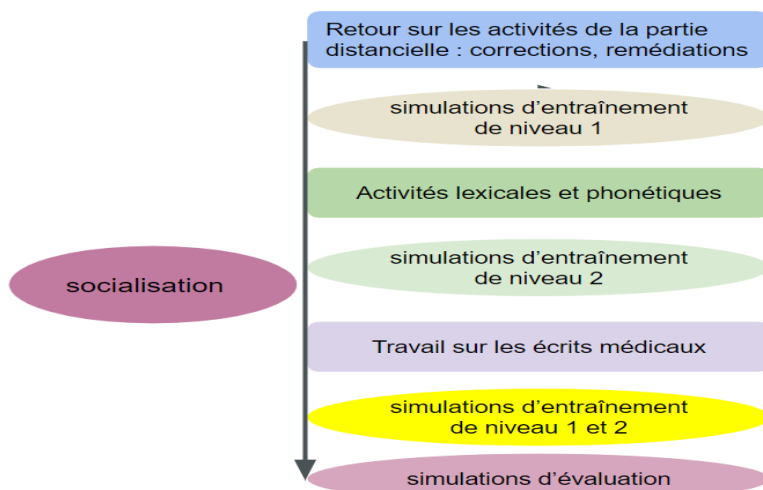 Retour sur les activités de la partie
distancielle : corrections, remédiations
simulations d'entraînement
de niveau 1
Activités lexicales et phonétiques
simulations d'entraînement
de niveau 2
socialisation
Travail sur les écrits médicaux
simulations d'entraînement
de niveau 1 et 2
simulations d'évaluation